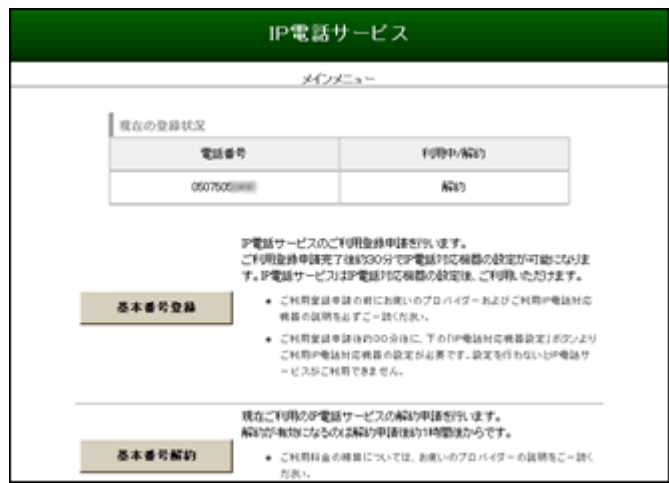 IP電話サービス
メインメニュー
現在の登録状況
電話番号 利用中/解約
0507505 解約
IP電話サービスのご利用登録申請を行います。
ご利用登録申請完了後約30分でIP電話対応機器の設定が可能になりま
す。IP電話サービスはIP電話対応機器の設定後、ご利用いただけます。
基本番号登録
● ご利用登録申請の前にお使いのプロバイダーおよびご利用IP電話対応
機器の説明を必ずご一読ください。
● ご利用登録申請後約30分後に、下の「IP電話対応機器設定」ボタンより
ご利用IP電話対応機器の設定が必要です。設定を行わないとIP電話サ
ービスがご利用できません。
現在ご利用のIP電話サービスの解約申請を行います。
解約が有効になるのは解約申請後約1時間後からです。
基本番号解約
● ご利用料金の精算については、お使いのプロバイダーの説明をご一読く
ださい。